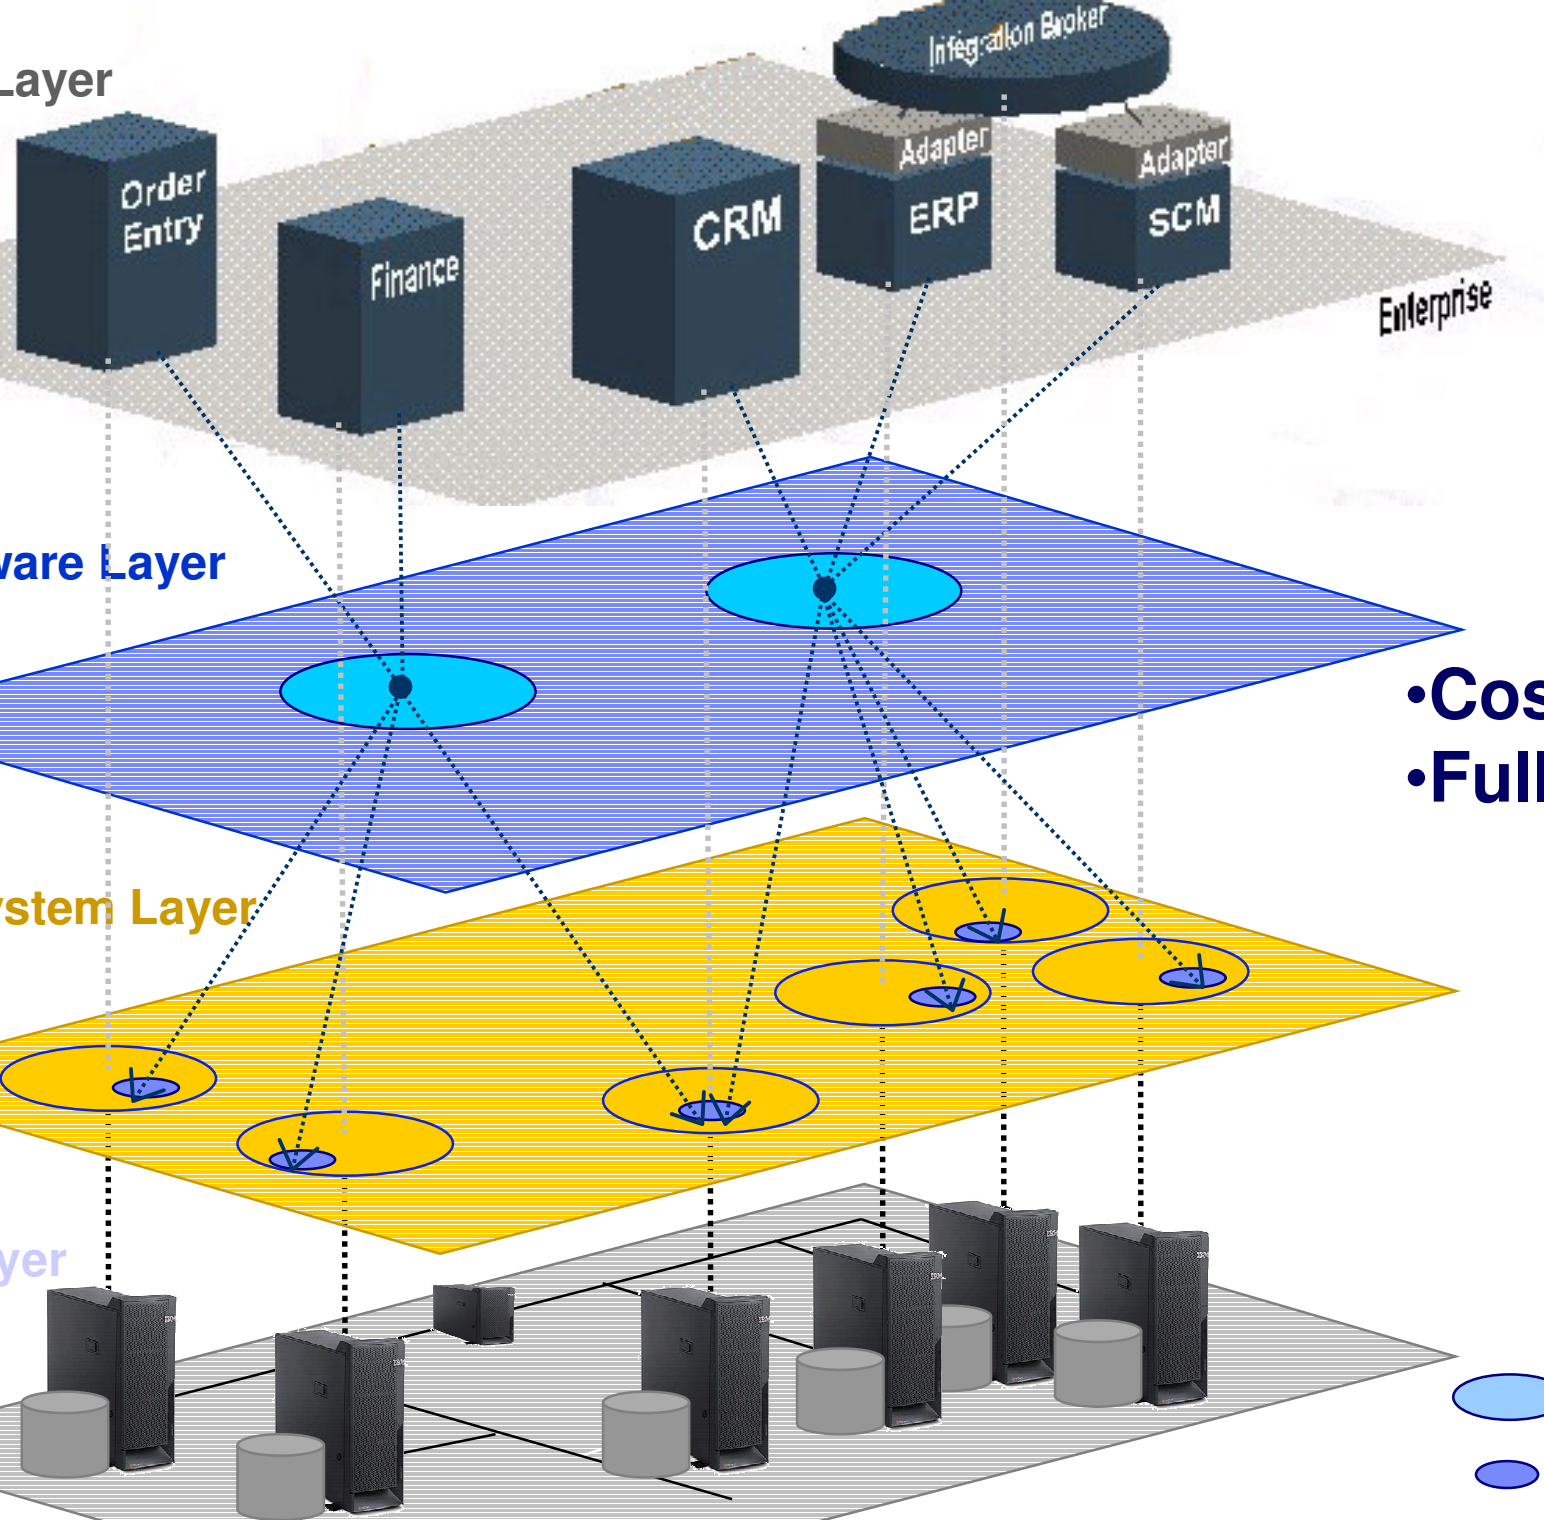 Integration Broker
Layer
Adapter
Adapter
Order
Entry
CRM
ERP
SCM
Finance
Enterprise
ware Layer
•Cos
•Full
ystem Layer
yer